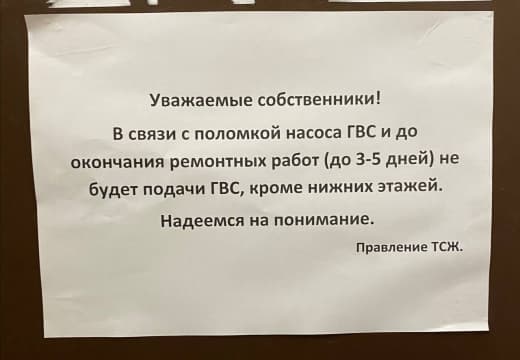 Уважаемые собственники!
В связи с поломкой насоса ГВС и до
окончания ремонтных работ (до 3-5 дней) не
будет подачи ГВС, кроме нижних этажей.
Надеемся на понимание.
Правление ТСЖ.